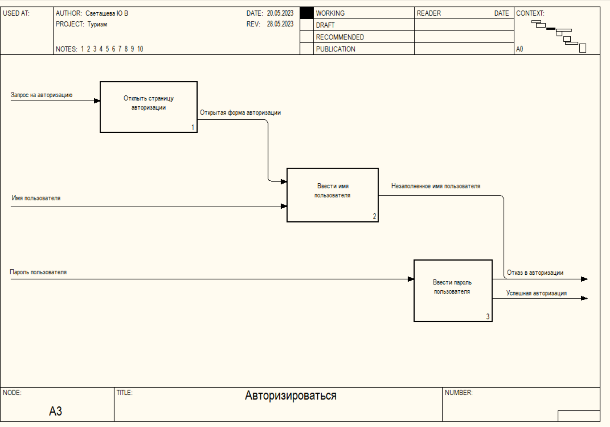 USED AT:
AUTHOR: Светашева Ю В
DATE: 20.05.2023
WORKING
READER
DATE
CONTEXT:
PROJECT: Туризм
REV: 28.05.2023
DRAFT
RECOMMENDED
NOTES: 1 2 3 4 5 6 7 8 9 10
PUBLICATION
A0
Запрос на авторизацию
Открыть страницу
авторизации
1
Открытая форма авторизации
Имя пользователя
Ввести имя
пользователя
2
Незаполненное имя пользователя
Пароль пользователя
Ввести пароль
пользователя
3
Отказ в авторизации
Успешная авторизация
NODE:
A3
TITLE:
Авторизироваться
NUMBER: